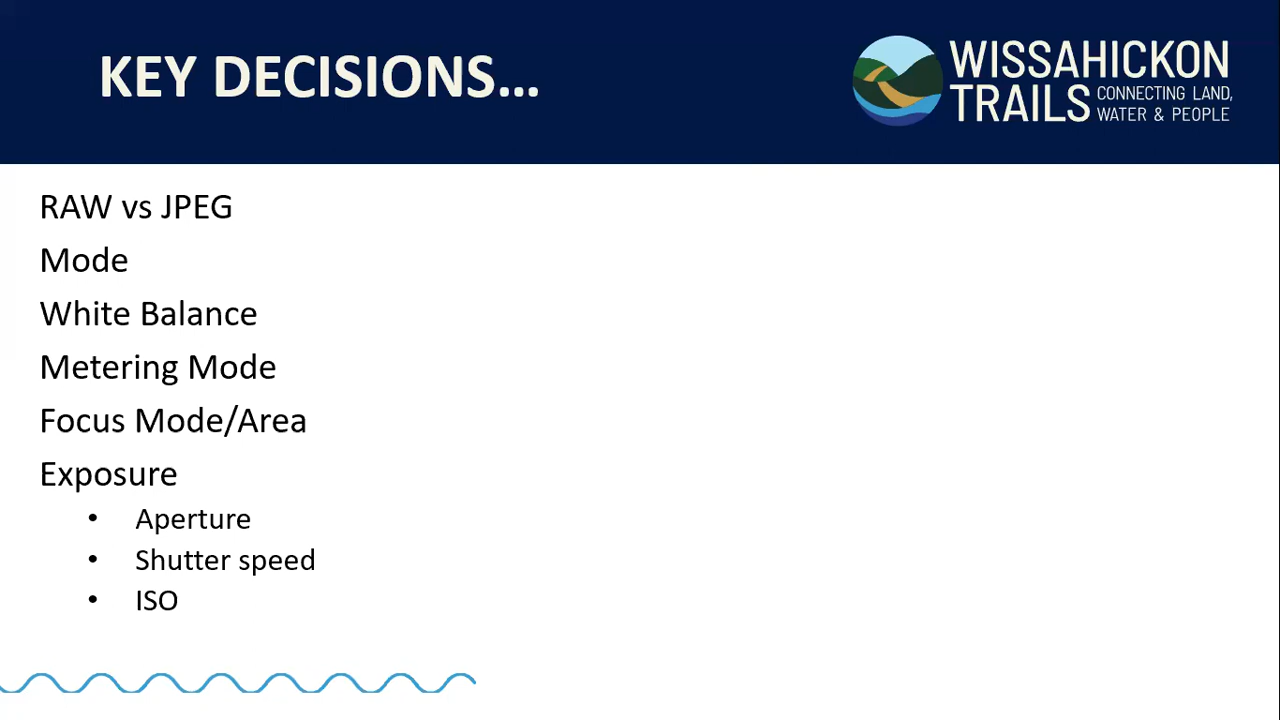 KEY DECISIONS...
WISSAHICKON
TRAILS CONNECTING LAND,
WATER & PEOPLE
RAW vs JPEG
Mode
White Balance
Metering Mode
Focus Mode/Area
Exposure
• Aperture
• Shutter speed
• ISO